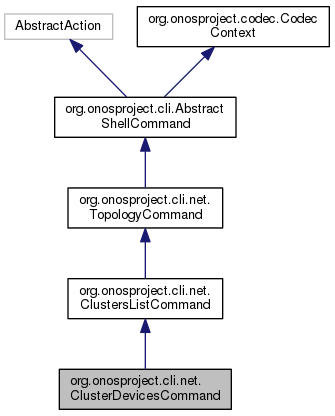 AbstractAction
org.onosproject.codec.Codec
Context
org.onosproject.cli.Abstract
ShellCommand
org.onosproject.cli.net.
TopologyCommand
org.onosproject.cli.net.
ClustersListCommand
org.onosproject.cli.net.
ClusterDevicesCommand